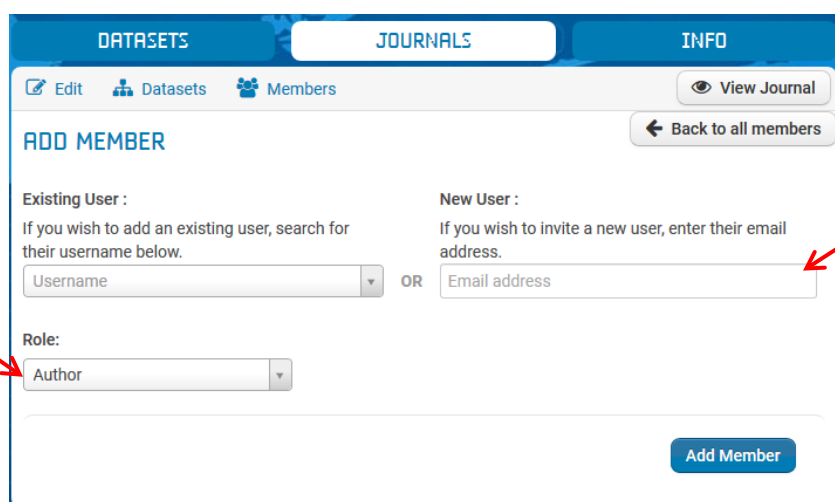 DATASETS
JOURNALS
INFO
Edit
Datasets
Members
View Journal
Back to all members
ADD MEMBER
Existing User :
If you wish to add an existing user, search for
their username below.
Username
OR
New User :
If you wish to invite a new user, enter their email
address.
Email address
Role:
Author
Add Member